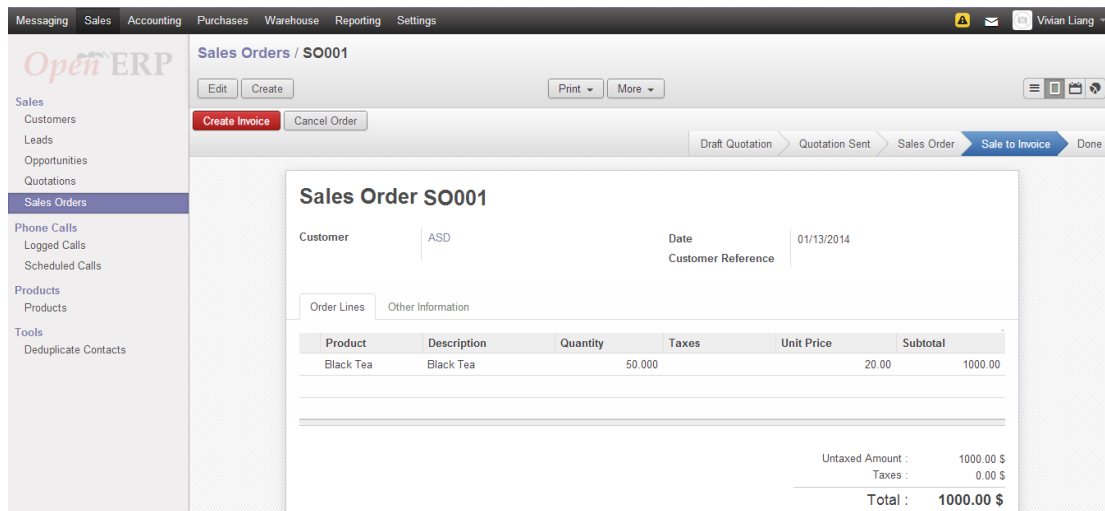 Messaging Sales Accounting Purchases Warehouse Reporting Settings Vivian Liang
Open ERP
Sales Orders / SO001
Edit Create Print More
Sales
Customers
Leads
Opportunities
Quotations
Sales Orders
Phone Calls
Logged Calls
Scheduled Calls
Products
Products
Tools
Deduplicate Contacts
Create Invoice Cancel Order
Draft Quotation Quotation Sent Sales Order Sale to Invoice Done
Sales Order SO001
Customer ASD Date 01/13/2014
Customer Reference
Order Lines Other Information
Product Description Quantity Taxes Unit Price Subtotal
Black Tea Black Tea 50.000 20.00 1000.00
Untaxed Amount : 1000.00 $
Taxes : 0.00 $
Total : 1000.00 $